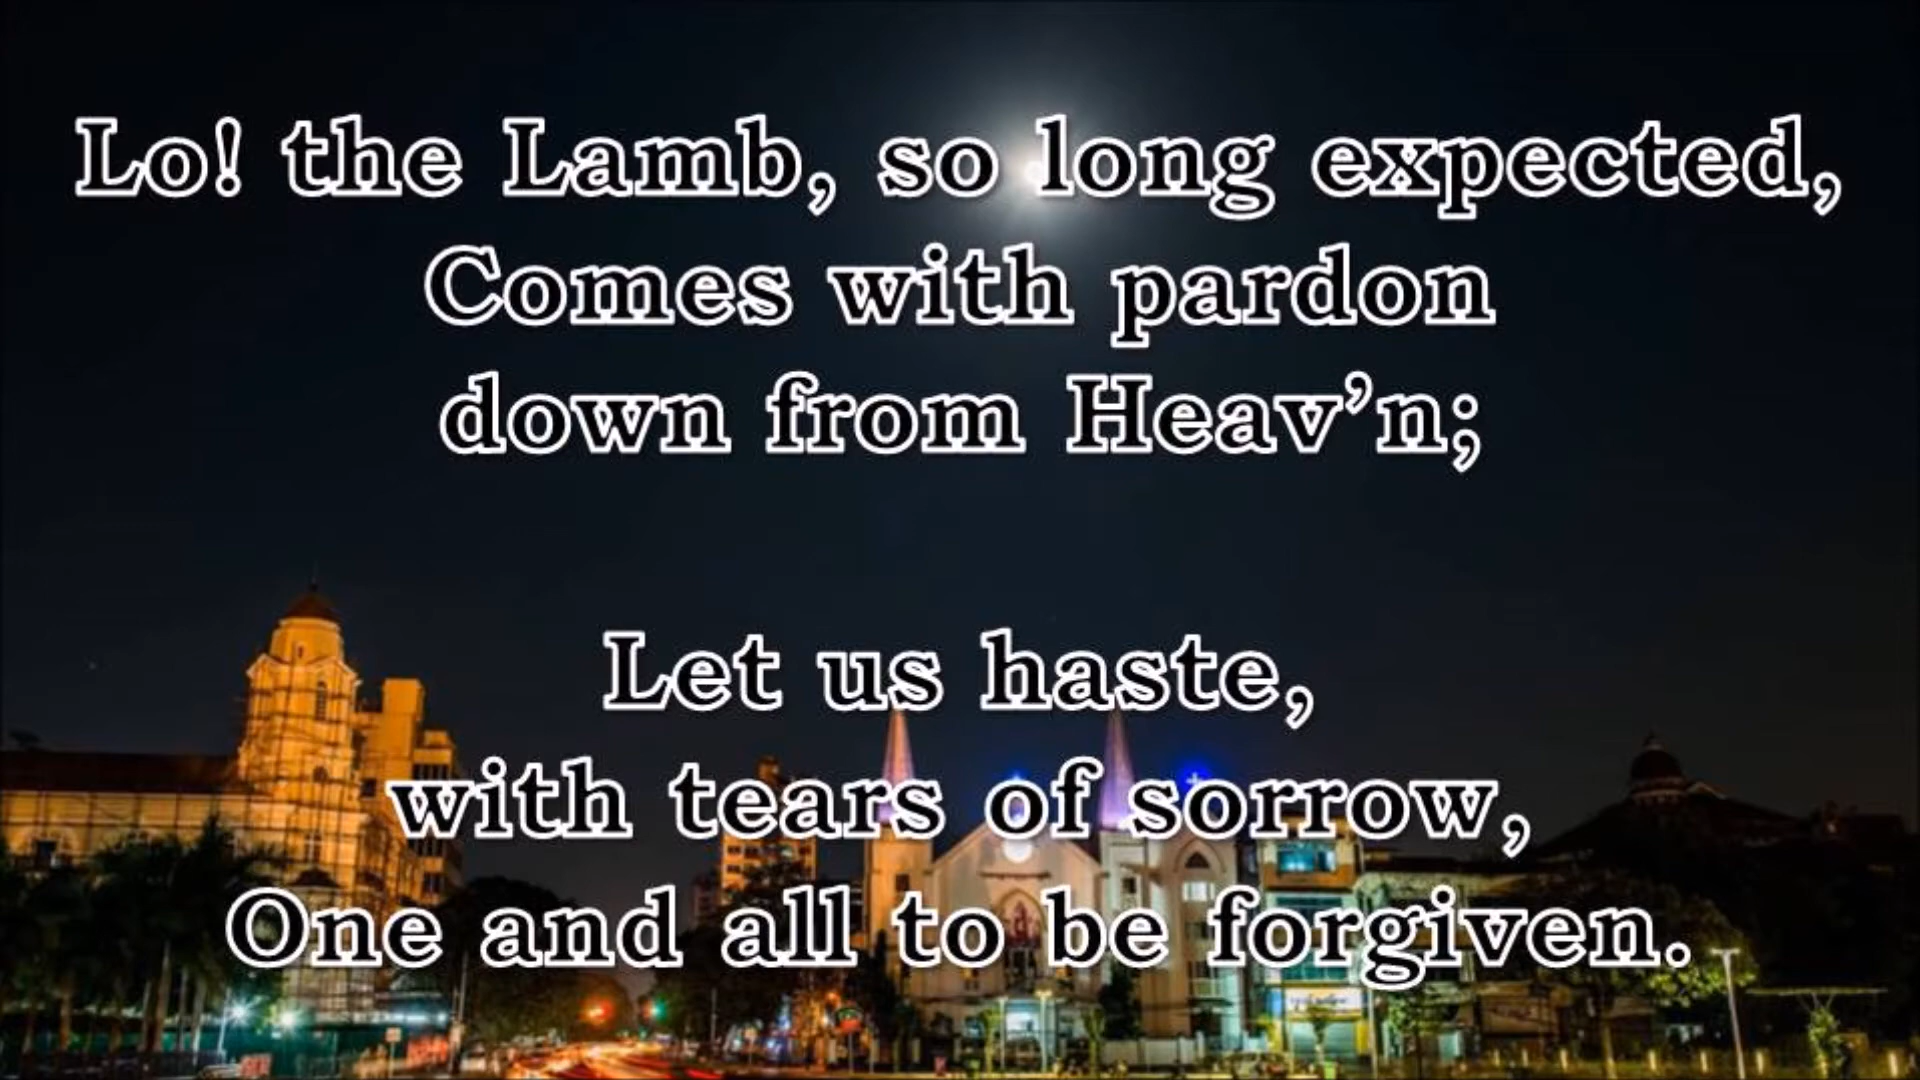 Lo! the Lamb, so long expected,
Comes with pardon
down from Heav’n;
Let us haste,
with tears of sorrow,
One and all to be forgiven.